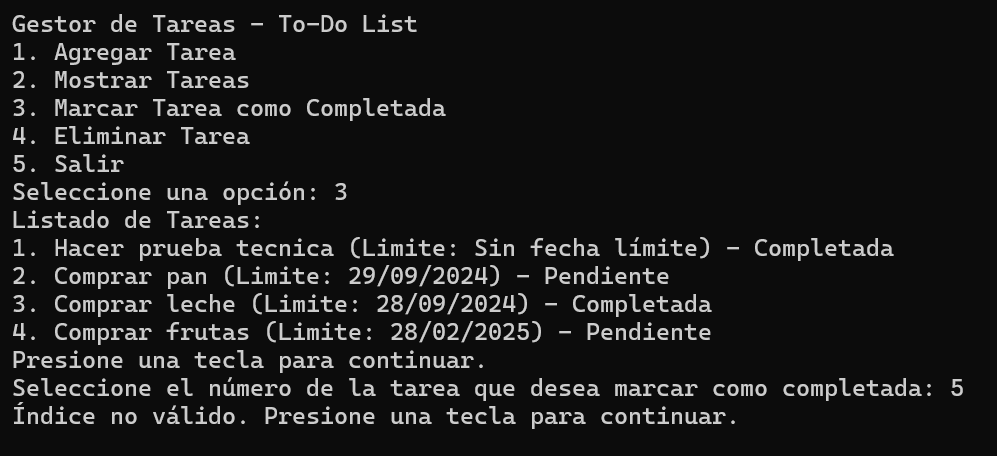 Gestor de Tareas - To-Do List
1. Agregar Tarea
2. Mostrar Tareas
3. Marcar Tarea como Completada
4. Eliminar Tarea
5. Salir
Seleccione una opción: 3
Listado de Tareas:
1. Hacer prueba tecnica (Limite: Sin fecha límite) - Completada
2. Comprar pan (Limite: 29/09/2024) - Pendiente
3. Comprar leche (Limite: 28/09/2024) - Completada
4. Comprar frutas (Limite: 28/02/2025) - Pendiente
Presione una tecla para continuar.
Seleccione el número de la tarea que desea marcar como completada: 5
Índice no válido. Presione una tecla para continuar.